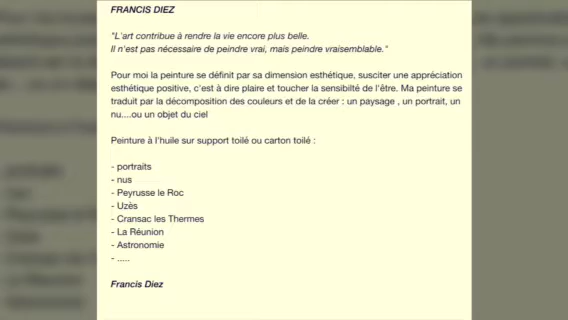 FRANCIS DIEZ
"L'art contribue à rendre la vie encore plus belle.
Il n'est pas nécessaire de peindre vrai, mais peindre vraisemblable."
Pour moi la peinture se définit par sa dimension esthétique, susciter une appréciation
esthétique positive, c'est à dire plaire et toucher la sensibilté de l'être. Ma peinture se
traduit par la décomposition des couleurs et de la créer : un paysage , un portrait, un
nu....ou un objet du ciel
Peinture à l'huile sur support toilé ou carton toilé :
- portraits
- nus
- Peyrusse le Roc
- Uzès
- Cransac les Thermes
- La Réunion
- Astronomie
- .....
Francis Diez